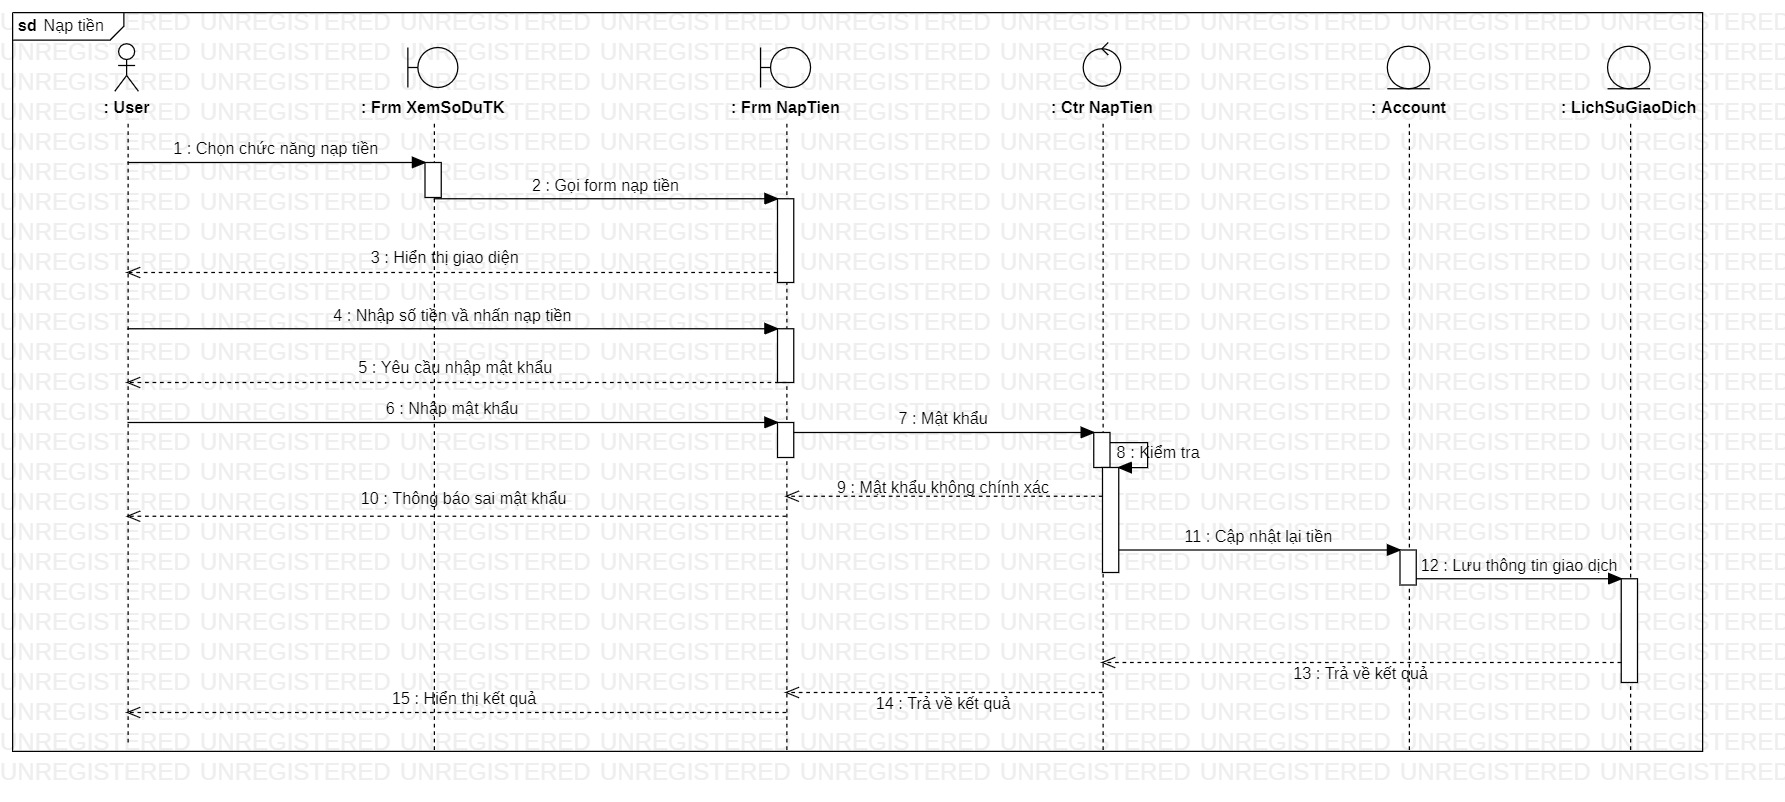 sd Nạp tiền
: User
: Frm XemSoDuTK
: Frm NapTien
: Ctr NapTien
: Account
: LichSuGiaoDich
1 : Chọn chức năng nạp tiền
2 : Gọi form nạp tiền
3 : Hiển thị giao diện
4 : Nhập số tiền và nhấn nạp tiền
5 : Yêu cầu nhập mật khẩu
6 : Nhập mật khẩu
7 : Mật khẩu
8 : Kiểm tra
9 : Mật khẩu không chính xác
10 : Thông báo sai mật khẩu
11 : Cập nhật lại tiền
12 : Lưu thông tin giao dịch
13 : Trả về kết quả
14 : Trả về kết quả
15 : Hiển thị kết quả
UNREGISTERED